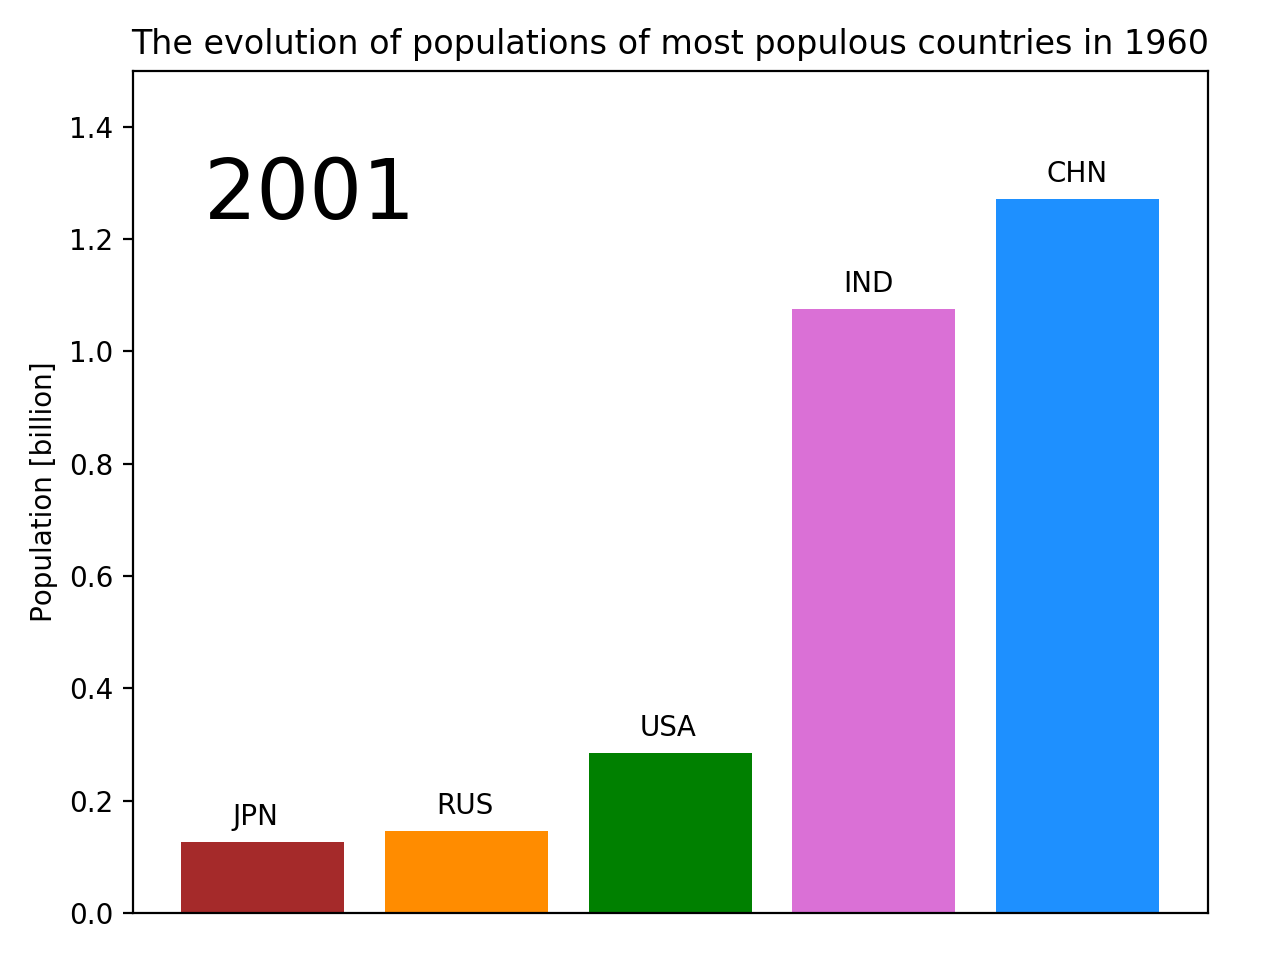 The evolution of populations of most populous countries in 1960
2001
Population [billion]
1.4
1.2
1.0
0.8
0.6
0.4
0.2
0.0
JPN
RUS
USA
IND
CHN